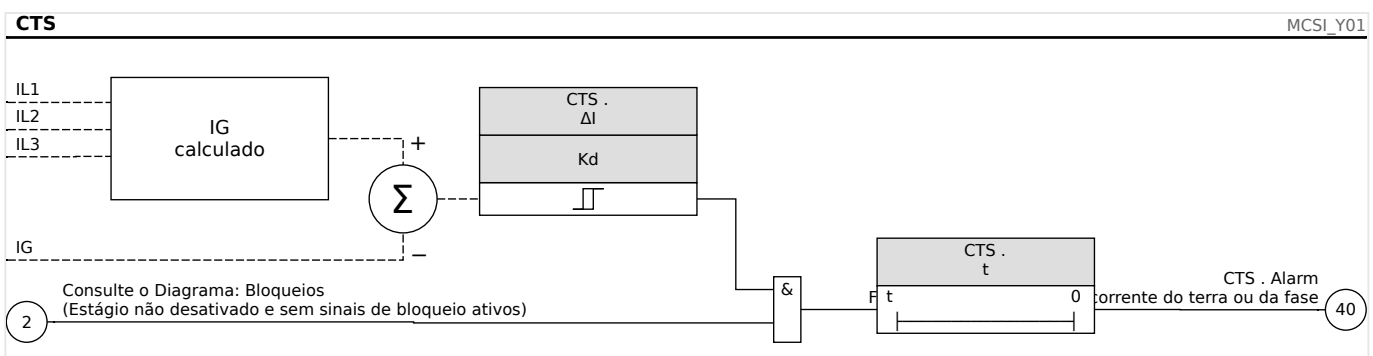 CTS
MCSI_Y01
IL1
IL2
IL3
IG
calculado
+
Σ
−
IG
CTS .
ΔI
Kd
Consulte o Diagrama: Bloqueios
(Estágio não desativado e sem sinais de bloqueio ativos)
2
&
CTS .
t
t 0
CTS . Alarm
corrente do terra ou da fase
40